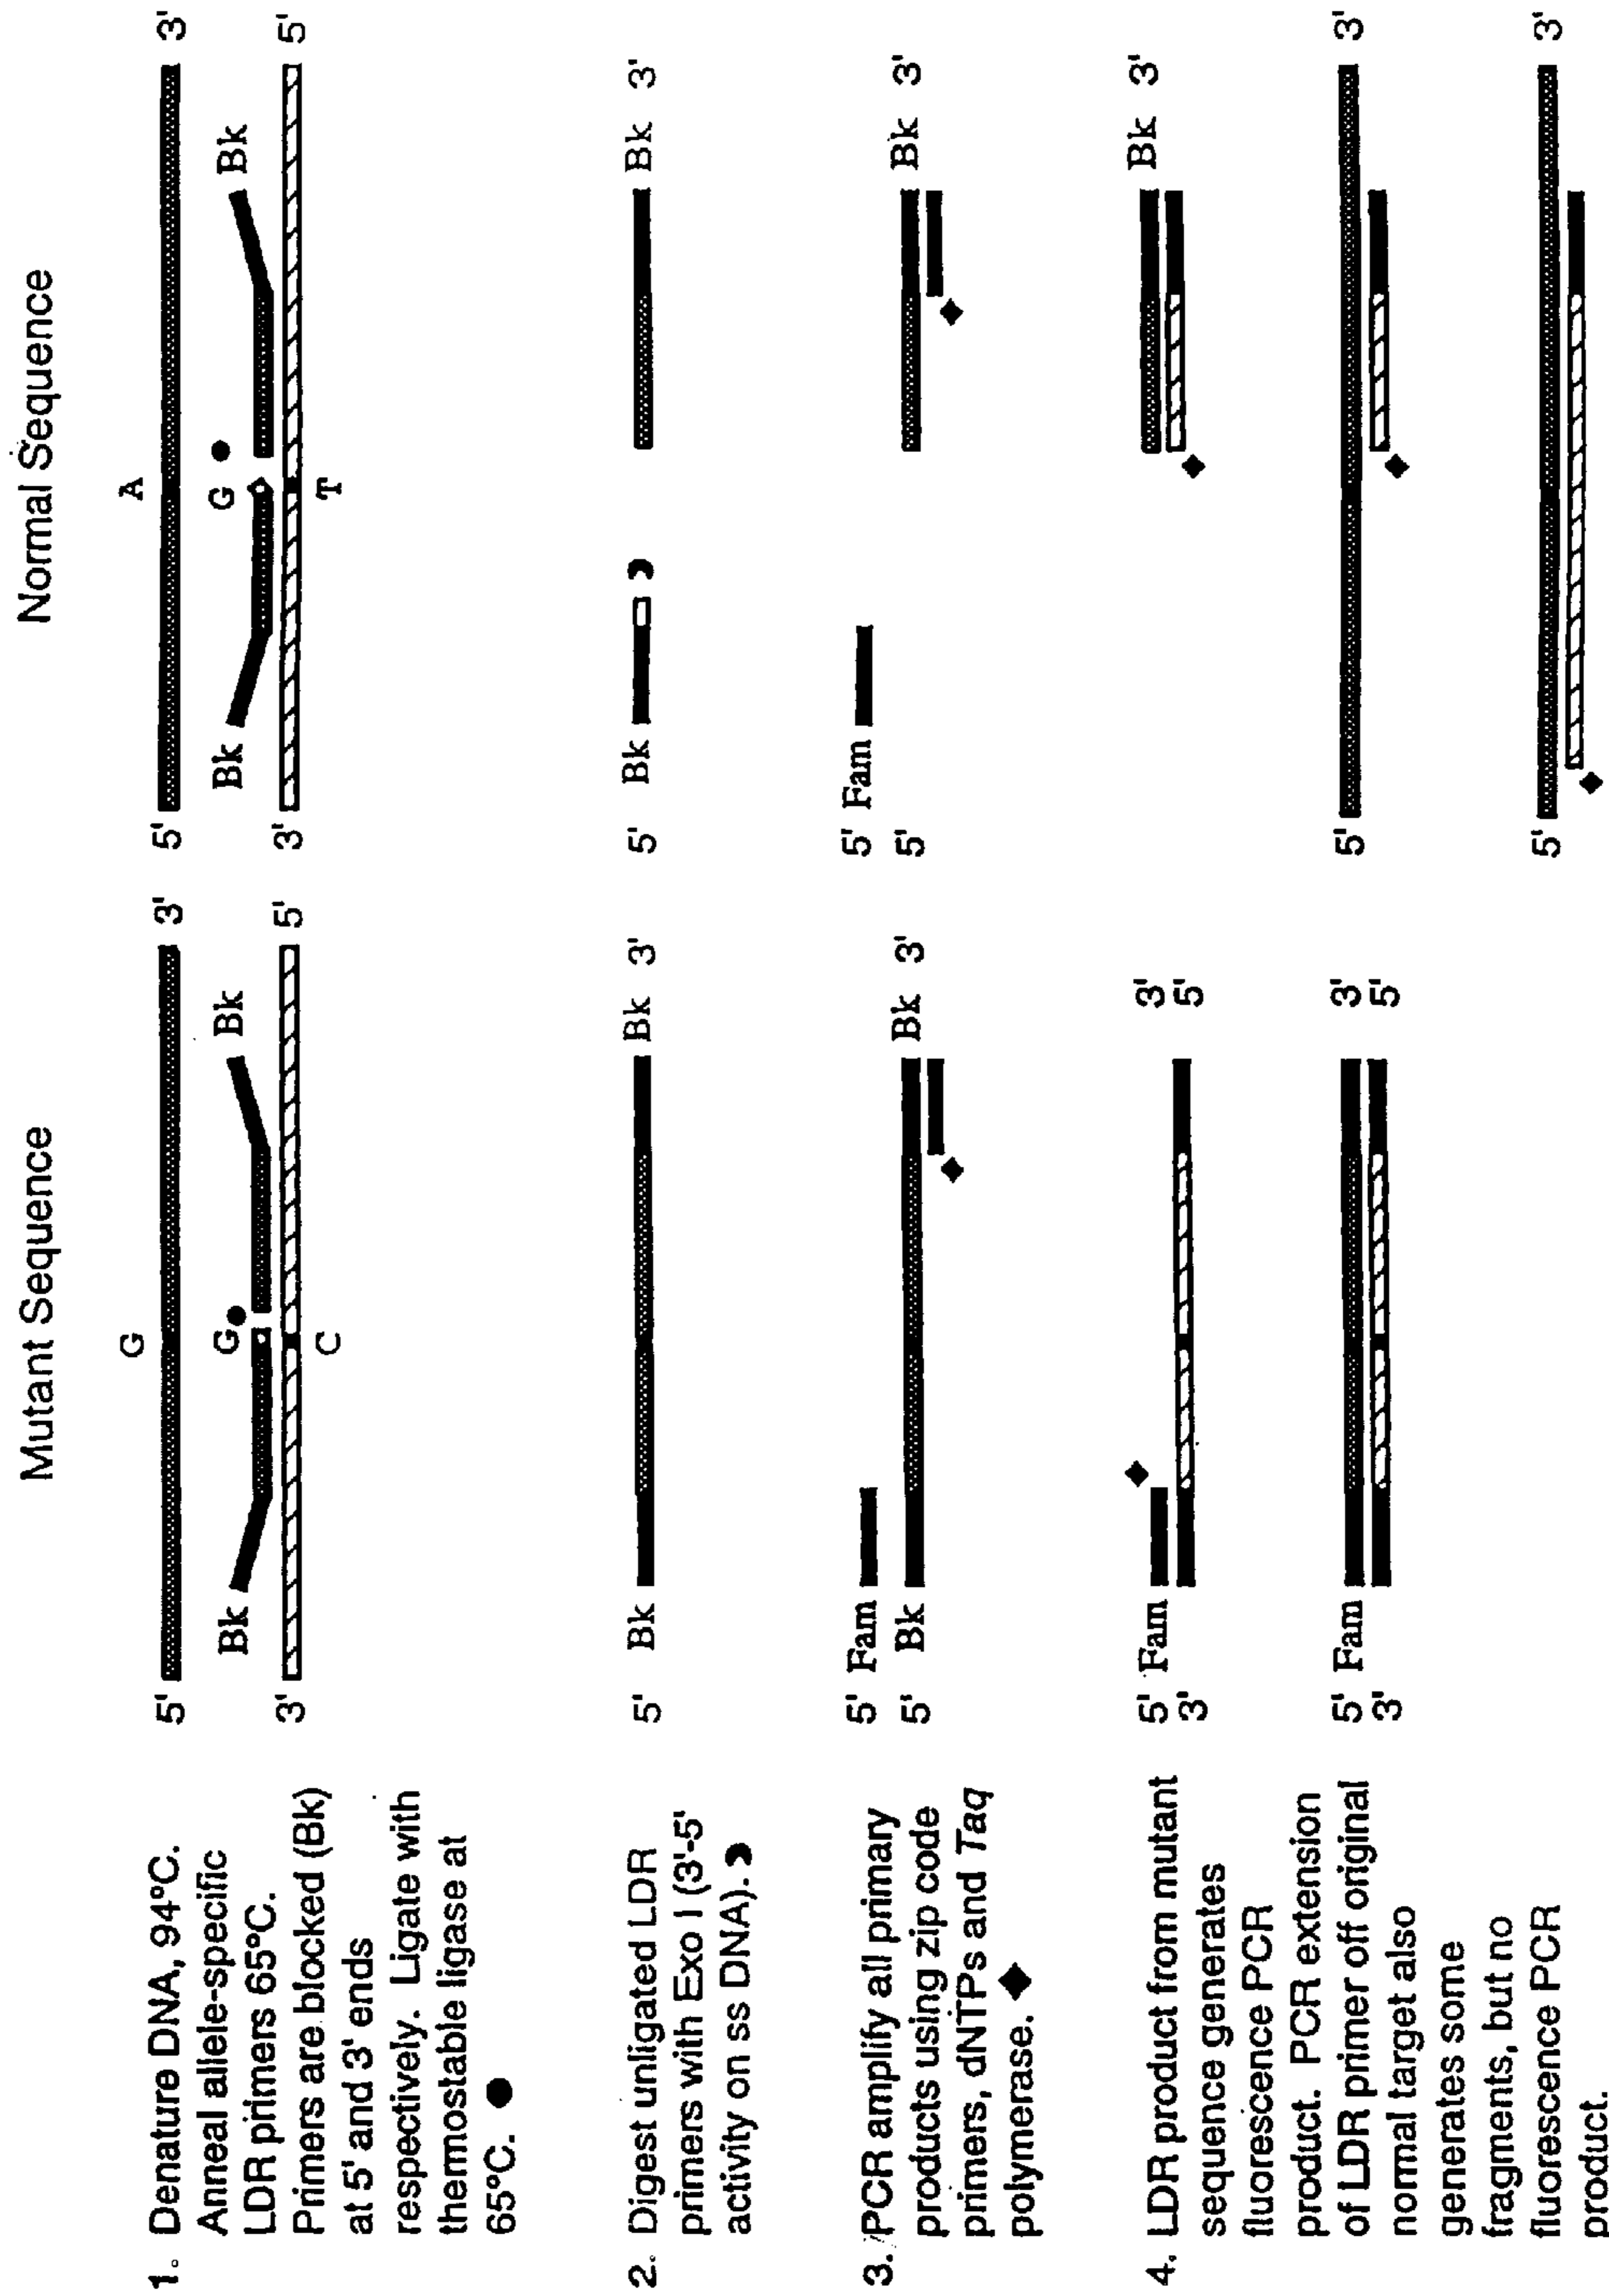 Mutant Sequence
Normal Sequence
1. Denature DNA, 94°C.
Anneal allele-specific
LDR primers 65°C.
Primers are blocked (Bk)
at 5' and 3' ends
respectively. Ligate with
thermostable ligase at
65°C.
G
5' 3'
Bk G Bk
3' 5'
C
A
5' 3'
Bk G Bk
3' 5'
T
2. Digest unligated LDR
primers with Exo I (3'-5'
activity on ss DNA).
5' Bk Bk 3'
5' Bk Bk 3'
3. PCR amplify all primary
products using zip code
primers, dNTPs and Taq
polymerase.
5' Fam
5' Bk Bk 3'
5' Fam
5' Bk 3'
4. LDR product from mutant
sequence generates
fluorescence PCR
product. PCR extension
of LDR primer off original
normal target also
generates some
fragments, but no
fluorescence PCR
product.
5' Fam 3'
3' 5'
Bk 3'
5' Fam 3'
3' 5'
5' 3'
5' 3'